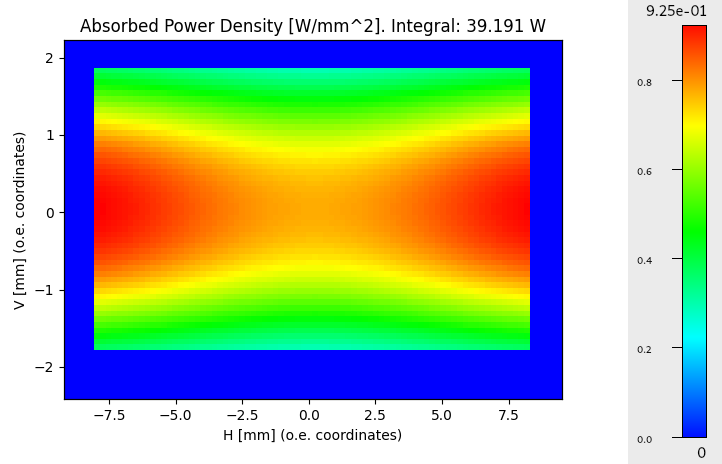 Absorbed Power Density [W/mm^2]. Integral: 39.191 W
9.25e-01
2
1
0
−1
−2
V [mm] (o.e. coordinates)
−7.5 −5.0 −2.5 0.0 2.5 5.0 7.5
H [mm] (o.e. coordinates)
0.8
0.6
0.4
0.2
0.0
0